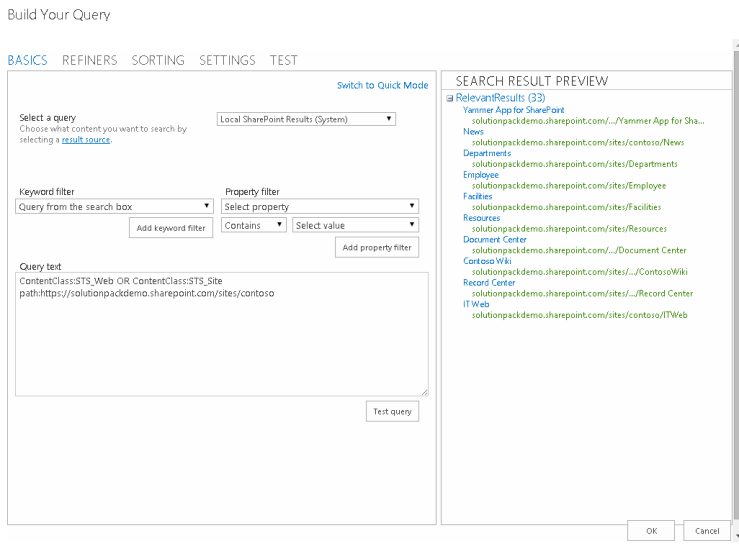 Build Your Query
BASICS REFINERS SORTING SETTINGS TEST
Switch to Quick Mode
Select a query
Choose what content you want to search by
selecting a result source.
Local SharePoint Results (System)
Keyword filter
Query from the search box
Add keyword filter
Property filter
Select property
Contains
Select value
Add property filter
Query text
ContentClass:STS_Web OR ContentClass:STS_Site
path:https://solutionpackdemo.sharepoint.com/sites/contoso
Test query
SEARCH RESULT PREVIEW
RelevantResults (33)
Yammer App for SharePoint
solutionpackdemo.sharepoint.com/.../Yammer App for Sha...
News
solutionpackdemo.sharepoint.com/sites/contoso/News
Departments
solutionpackdemo.sharepoint.com/sites/Departments
Employee
solutionpackdemo.sharepoint.com/sites/Employee
Facilities
solutionpackdemo.sharepoint.com/sites/Facilities
Resources
solutionpackdemo.sharepoint.com/sites/Resources
Document Center
solutionpackdemo.sharepoint.com/.../Document Center
Contoso Wiki
solutionpackdemo.sharepoint.com/sites/.../ContosoWiki
Record Center
solutionpackdemo.sharepoint.com/sites/.../Record Center
IT Web
solutionpackdemo.sharepoint.com/sites/contoso/ITWeb
OK
Cancel